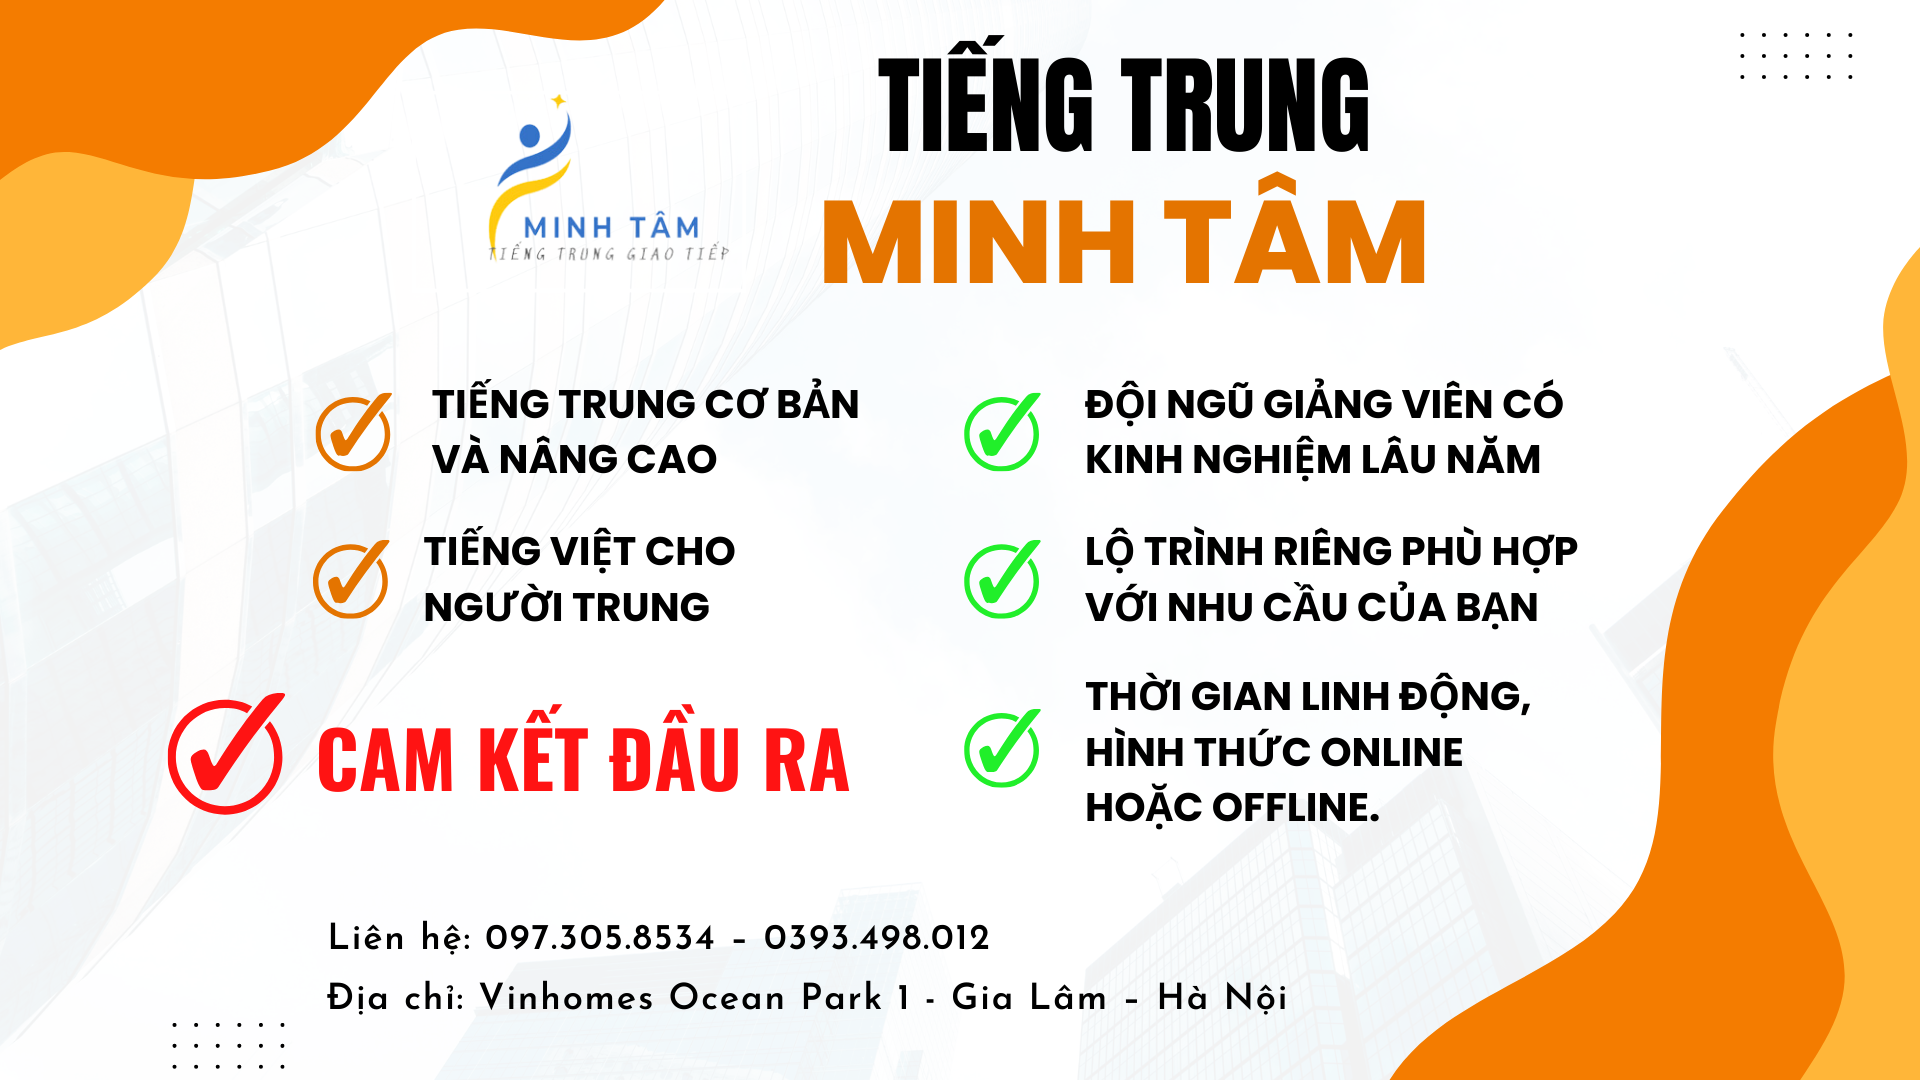 MINH TÂM
TIẾNG TRUNG GIAO TIẾP
TIẾNG TRUNG
MINH TÂM
TIẾNG TRUNG CƠ BẢN
VÀ NÂNG CAO
TIẾNG VIỆT CHO
NGƯỜI TRUNG
CAM KẾT ĐẦU RA
ĐỘI NGŨ GIẢNG VIÊN CÓ
KINH NGHIỆM LÂU NĂM
LỘ TRÌNH RIÊNG PHÙ HỢP
VỚI NHU CẦU CỦA BẠN
THỜI GIAN LINH ĐỘNG,
HÌNH THỨC ONLINE
HOẶC OFFLINE.
Liên hệ: 097.305.8534 – 0393.498.012
Địa chỉ: Vinhomes Ocean Park 1 - Gia Lâm – Hà Nội